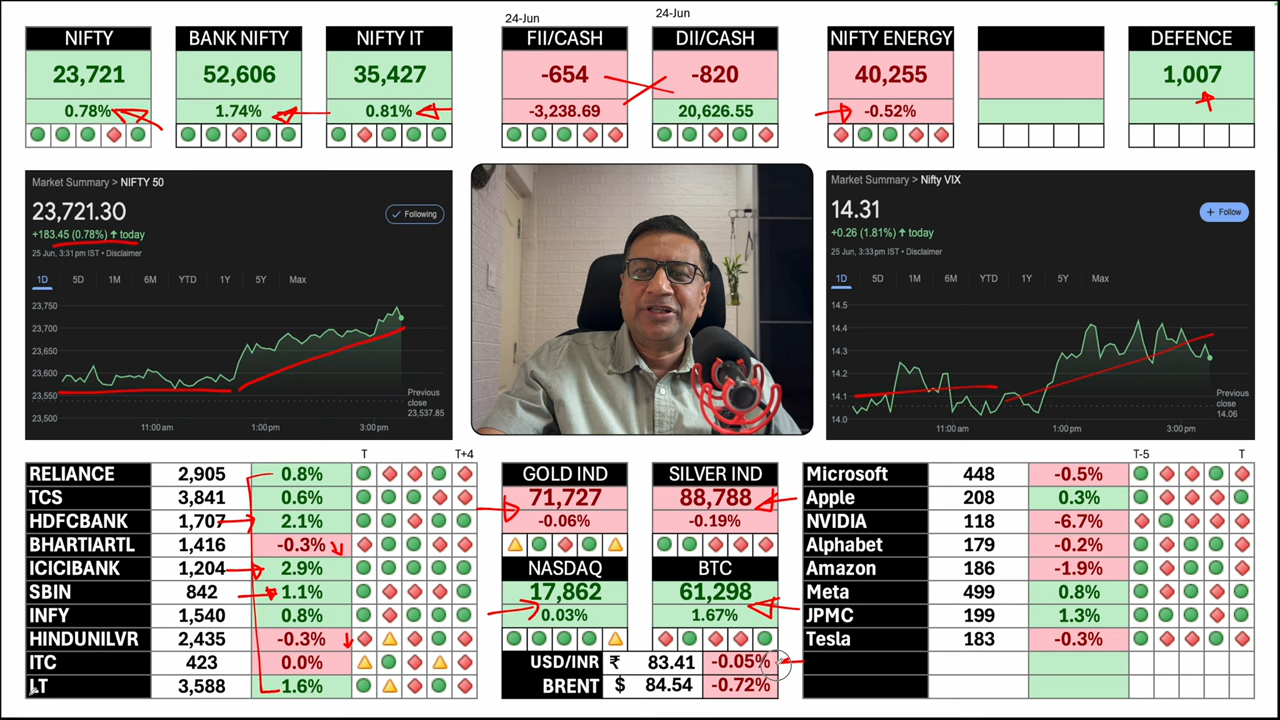 24-Jun
24-Jun
NIFTY BANK NIFTY NIFTY IT FII/CASH DII/CASH NIFTY ENERGY DEFENCE
23,721 52,606 35,427 -654 -820 40,255 1,007
0.78% 1.74% 0.81% -3,238.69 20,626.55 -0.52%
Market Summary > NIFTY 50
23,721.30
Following
+183.45 (0.78%) ↑ today
25 Jun, 3:31 pm IST • Disclaimer
1D 5D 1M 6M YTD 1Y 5Y Max
23,750
23,700
23,650
23,600
23,550
23,500
Previous
close
23,537.85
11:00 am 1:00 pm 3:00 pm
Market Summary > Nifty VIX
14.31
+ Follow
+0.26 (1.81%) ↑ today
25 Jun, 3:33 pm IST • Disclaimer
1D 5D 1M 6M YTD 1Y 5Y Max
14.5
14.4
14.3
14.2
14.1
14.0
Previous
close
14.06
11:00 am 1:00 pm 3:00 pm
T T+4
RELIANCE 2,905 0.8%
TCS 3,841 0.6%
HDFCBANK 1,707 2.1%
BHARTIARTL 1,416 -0.3%
ICICIBANK 1,204 2.9%
SBIN 842 1.1%
INFY 1,540 0.8%
HINDUNILVR 2,435 -0.3%
ITC 423 0.0%
LT 3,588 1.6%
GOLD IND SILVER IND
71,727 88,788
-0.06% -0.19%
NASDAQ BTC
17,862 61,298
0.03% 1.67%
USD/INR ₹ 83.41 -0.05%
BRENT $ 84.54 -0.72%
T-5 T
Microsoft 448 -0.5%
Apple 208 0.3%
NVIDIA 118 -6.7%
Alphabet 179 -0.2%
Amazon 186 -1.9%
Meta 499 0.8%
JPMC 199 1.3%
Tesla 183 -0.3%